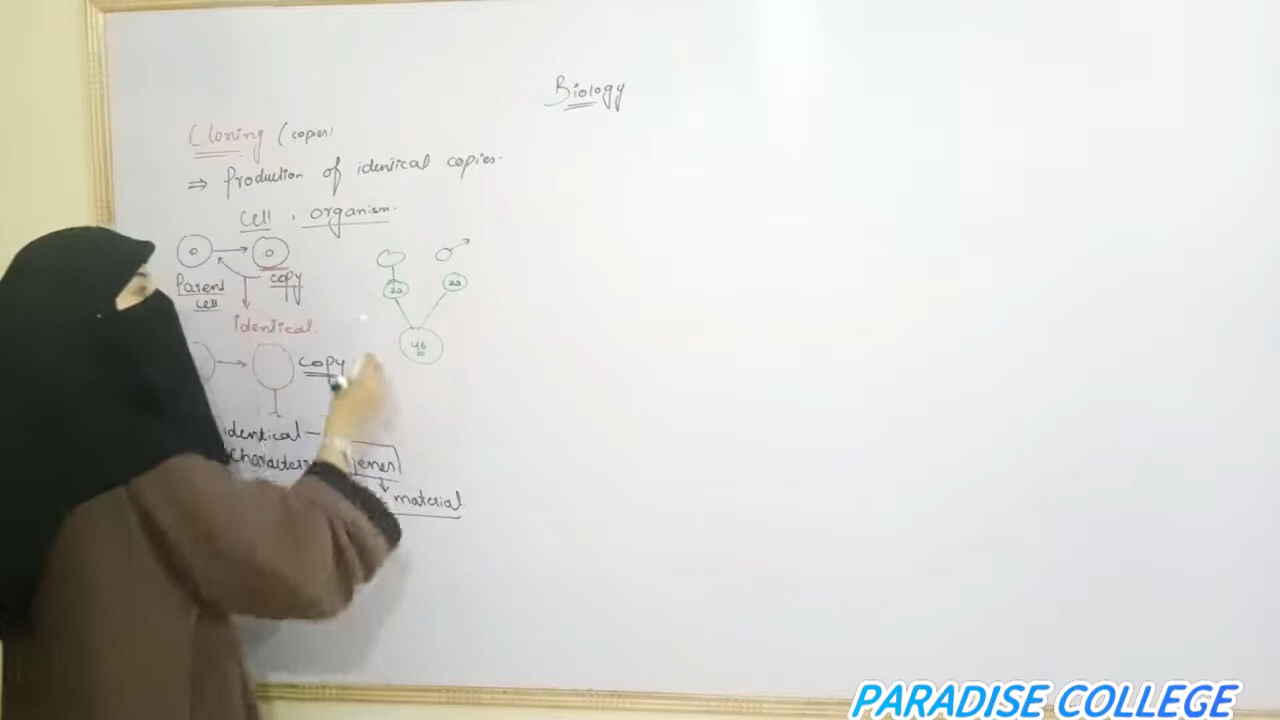 Biology
Cloning (copies)
⇒ Production of identical copies.
Cell , organism.
Parent cell
copy
identical
23
23
46
copy
identical
character
genes
material
PARADISE COLLEGE